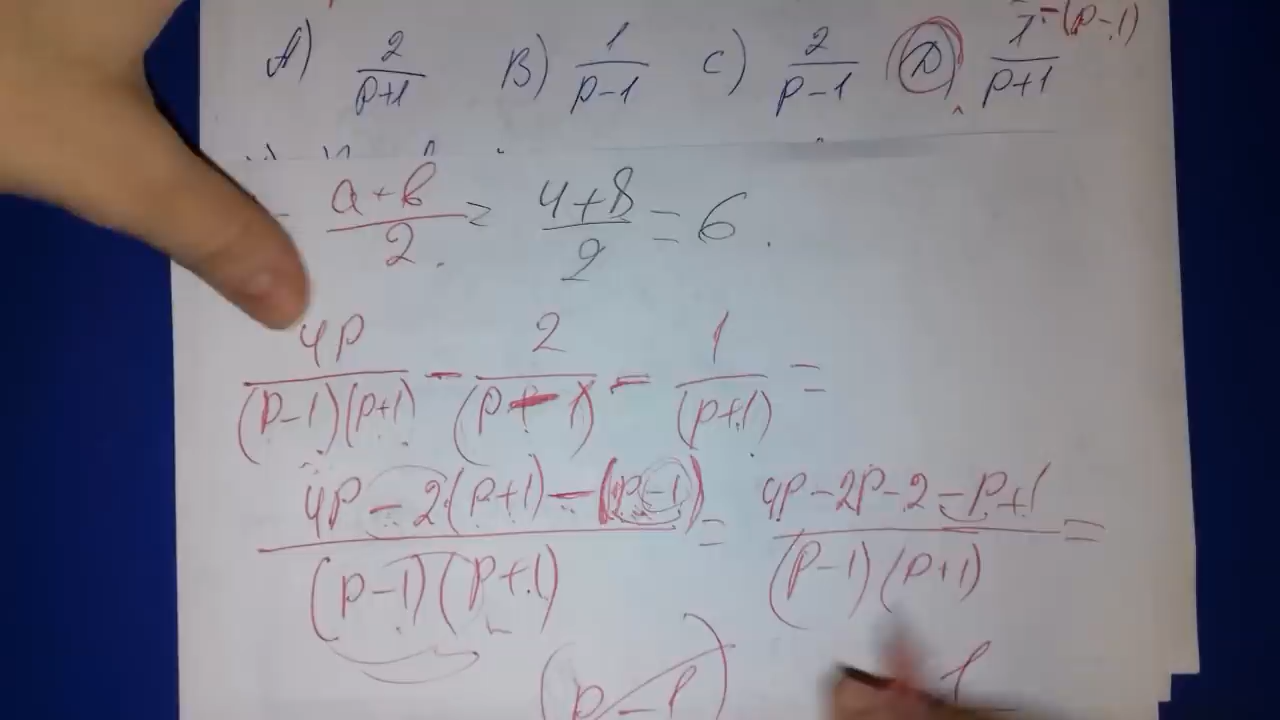 A) 2/(p+1) B) 1/(p-1) C) 2/(p-1) D) 1/(p+1) -(p-1)
(a+b)/2 = (4+8)/2 = 6.
4p/((p-1)(p+1)) - 2/(p-1) - 1/(p+1) =
(4p-2(p+1)-(p-1))/((p-1)(p+1)) = (4p-2p-2-p+1)/((p-1)(p+1)) =
(p-1) 1